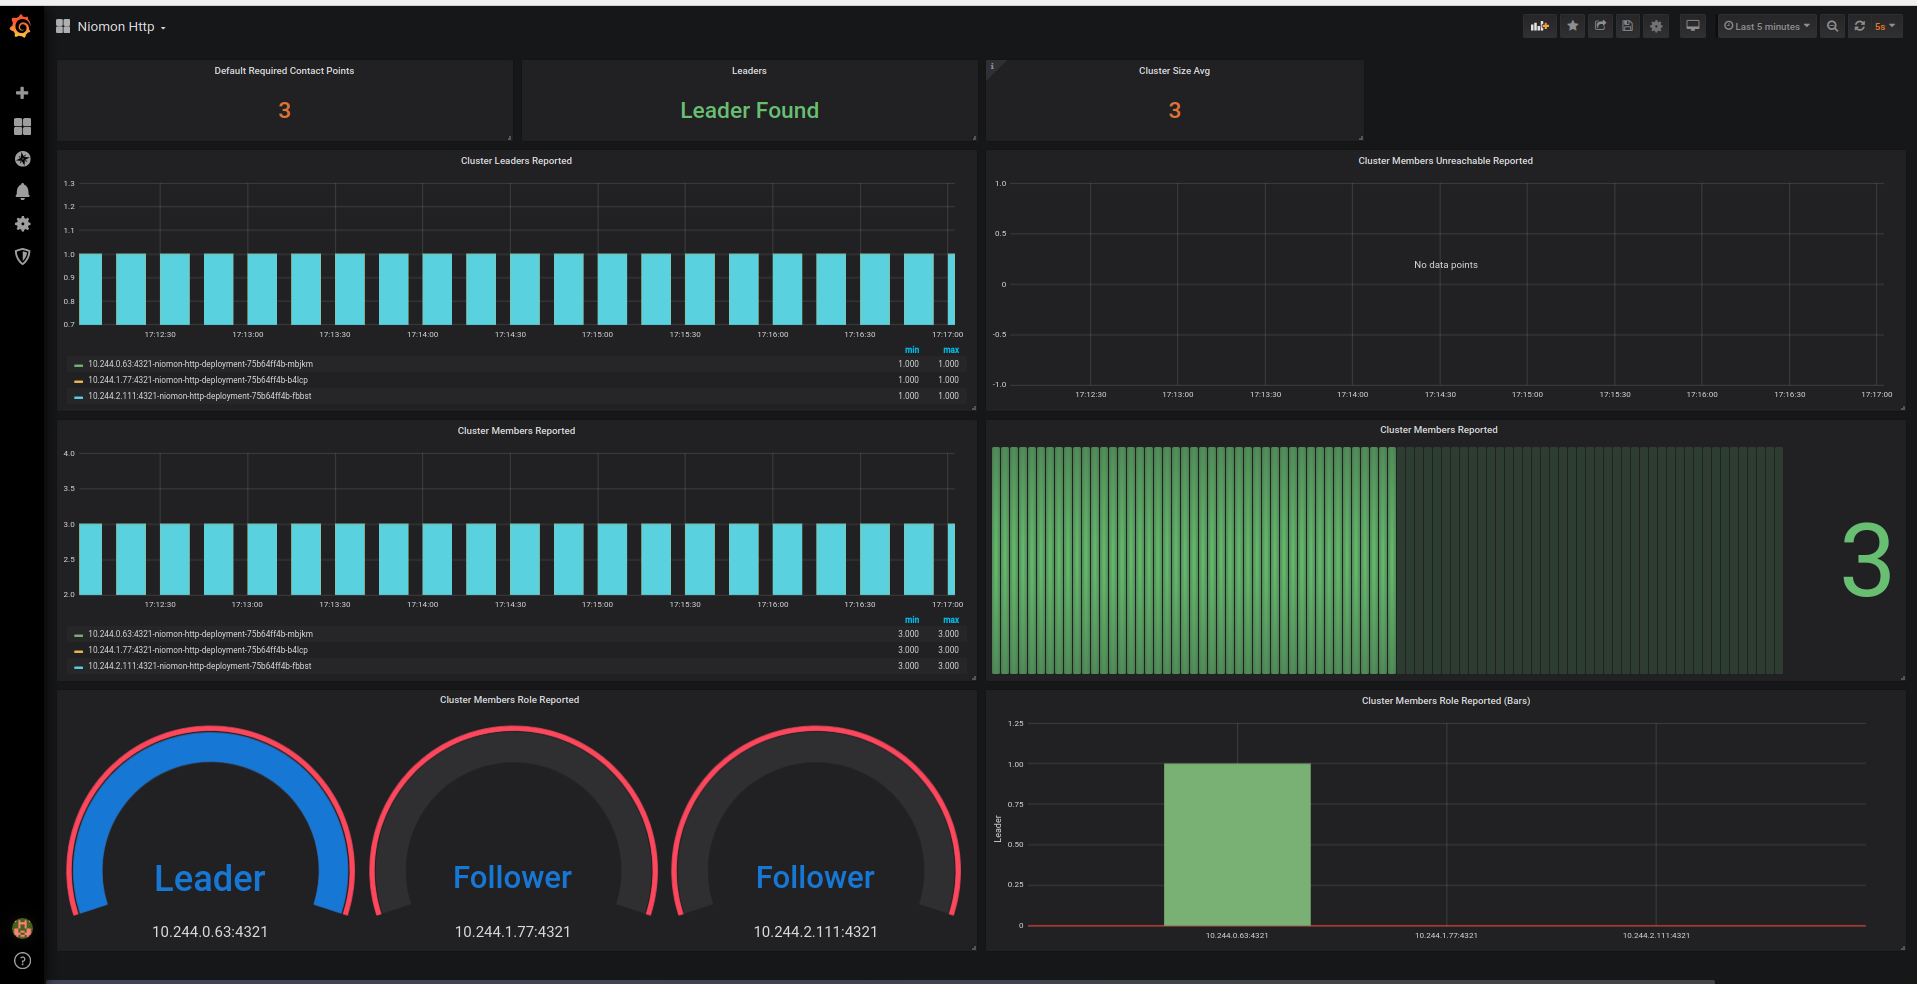 Niomon Http
Last 5 minutes
5s
Default Required Contact Points
3
Leaders
Leader Found
i
Cluster Size Avg
3
Cluster Leaders Reported
1.3
1.2
1.1
1.0
0.9
0.8
0.7
17:12:30 17:13:00 17:13:30 17:14:00 17:14:30 17:15:00 17:15:30 17:16:00 17:16:30 17:17:00
min max
10.244.0.63:4321-niomon-http-deployment-75b64ff4b-mbjkm 1.000 1.000
10.244.1.77:4321-niomon-http-deployment-75b64ff4b-b4lcp 1.000 1.000
10.244.2.111:4321-niomon-http-deployment-75b64ff4b-fbbst 1.000 1.000
Cluster Members Unreachable Reported
1.0
0.5
0
-0.5
-1.0
No data points
17:12:30 17:13:00 17:13:30 17:14:00 17:14:30 17:15:00 17:15:30 17:16:00 17:16:30 17:17:00
Cluster Members Reported
4.0
3.5
3.0
2.5
2.0
17:12:30 17:13:00 17:13:30 17:14:00 17:14:30 17:15:00 17:15:30 17:16:00 17:16:30 17:17:00
min max
10.244.0.63:4321-niomon-http-deployment-75b64ff4b-mbjkm 3.000 3.000
10.244.1.77:4321-niomon-http-deployment-75b64ff4b-b4lcp 3.000 3.000
10.244.2.111:4321-niomon-http-deployment-75b64ff4b-fbbst 3.000 3.000
Cluster Members Reported
3
Cluster Members Role Reported
Leader
10.244.0.63:4321
Follower
10.244.1.77:4321
Follower
10.244.2.111:4321
Cluster Members Role Reported (Bars)
Leader
1.25
1.00
0.75
0.50
0.25
0
10.244.0.63:4321 10.244.1.77:4321 10.244.2.111:4321
?